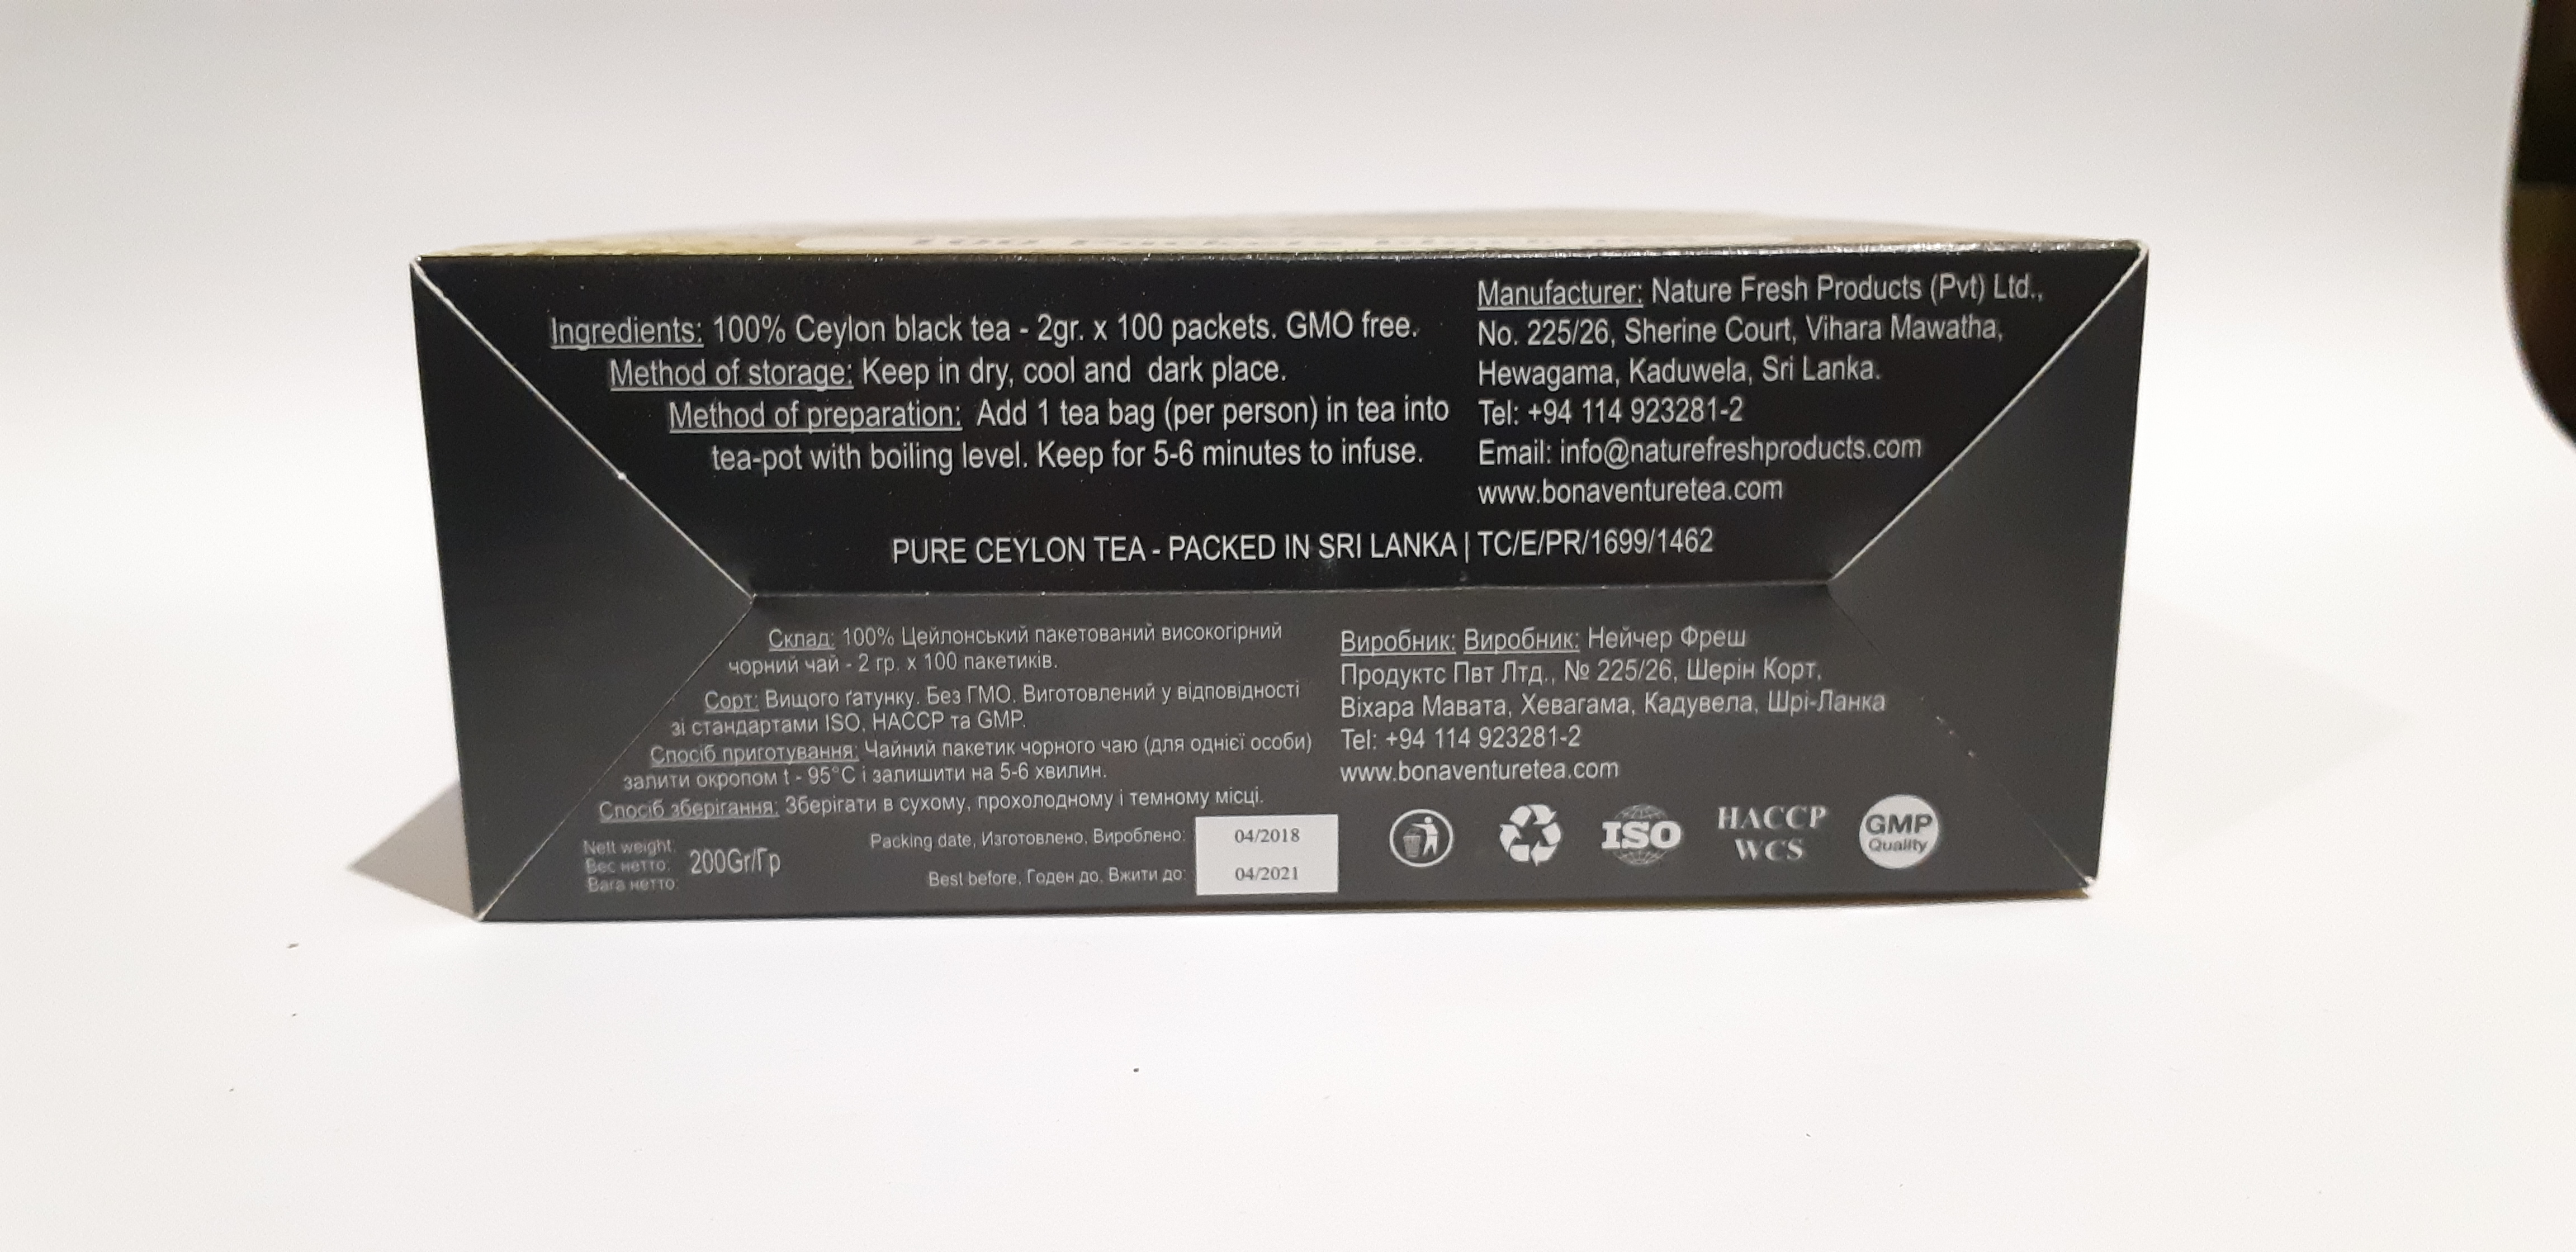 Ingredients: 100% Ceylon black tea - 2gr. x 100 packets. GMO free.
Method of storage: Keep in dry, cool and dark place.
Method of preparation: Add 1 tea bag (per person) in tea into
tea-pot with boiling level. Keep for 5-6 minutes to infuse.
Manufacturer: Nature Fresh Products (Pvt) Ltd.,
No. 225/26, Sherine Court, Vihara Mawatha,
Hewagama, Kaduwela, Sri Lanka.
Tel: +94 114 923281-2
Email: info@naturefreshproducts.com
www.bonaventuretea.com
PURE CEYLON TEA - PACKED IN SRI LANKA | TC/E/PR/1699/1462
Склад: 100% Цейлонський пакетований високогірний
чорний чай - 2 гр. х 100 пакетиків.
Сорт: Вищого ґатунку. Без ГМО. Виготовлений у відповідності
зі стандартами ISO, HACCP та GMP.
Спосіб приготування: Чайний пакетик чорного чаю (для однієї особи)
залити окропом t - 95°C і залишити на 5-6 хвилин.
Спосіб зберігання: Зберігати в сухому, прохолодному і темному місці.
Виробник: Виробник: Нейчер Фреш
Продуктс Пвт Лтд., № 225/26, Шерін Корт,
Віхара Мавата, Хевагама, Кадувела, Шрі-Ланка
Tel: +94 114 923281-2
www.bonaventuretea.com
Nett weight:
Вес нетто:
Вага нетто:
200Gr/Гр
Packing date, Изготовлено, Вироблено: 04/2018
Best before, Годен до, Вжити до: 04/2021
ISO
HACCP
WCS
GMP
Quality